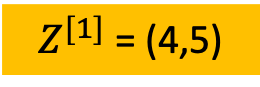 Z[1] = (4,5)